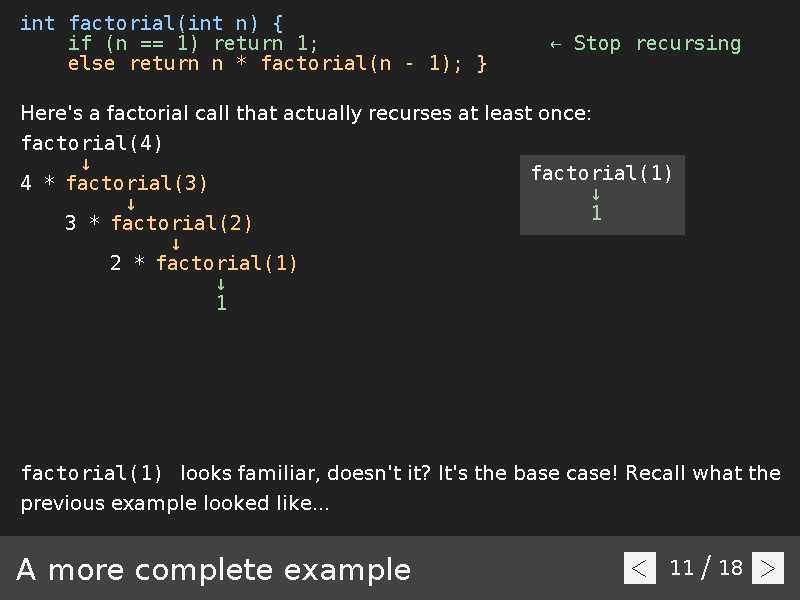 int factorial(int n) {
if (n == 1) return 1; ← Stop recursing
else return n * factorial(n - 1); }
Here's a factorial call that actually recurses at least once:
factorial(4)
↓
4 * factorial(3)
↓
3 * factorial(2)
↓
2 * factorial(1)
↓
1
factorial(1)
↓
1
factorial(1) looks familiar, doesn't it? It's the base case! Recall what the
previous example looked like...
A more complete example
< 11 / 18 >